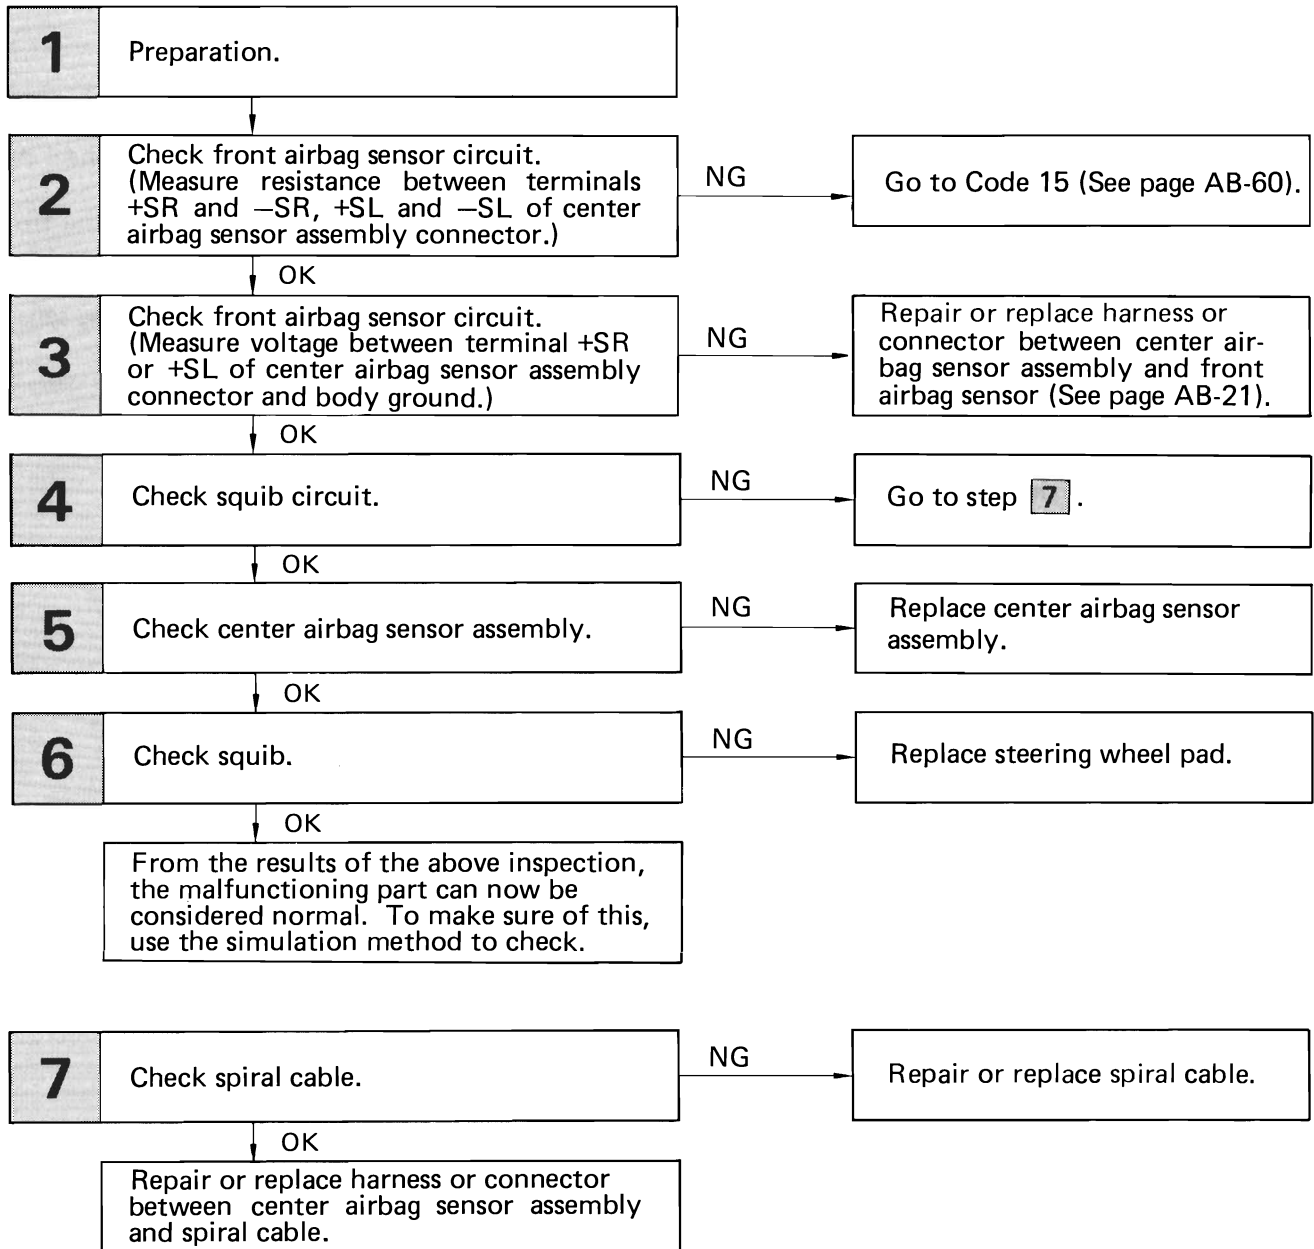 1
Preparation.
2
Check front airbag sensor circuit.
(Measure resistance between terminals
+SR and —SR, +SL and —SL of center
airbag sensor assembly connector.)
NG
Go to Code 15 (See page AB-60).
OK
3
Check front airbag sensor circuit.
(Measure voltage between terminal +SR
or +SL of center airbag sensor assembly
connector and body ground.)
NG
Repair or replace harness or
connector between center air-
bag sensor assembly and front
airbag sensor (See page AB-21).
OK
4
Check squib circuit.
NG
Go to step 7 .
OK
5
Check center airbag sensor assembly.
NG
Replace center airbag sensor
assembly.
OK
6
Check squib.
NG
Replace steering wheel pad.
OK
From the results of the above inspection,
the malfunctioning part can now be
considered normal. To make sure of this,
use the simulation method to check.
7
Check spiral cable.
NG
Repair or replace spiral cable.
OK
Repair or replace harness or connector
between center airbag sensor assembly
and spiral cable.